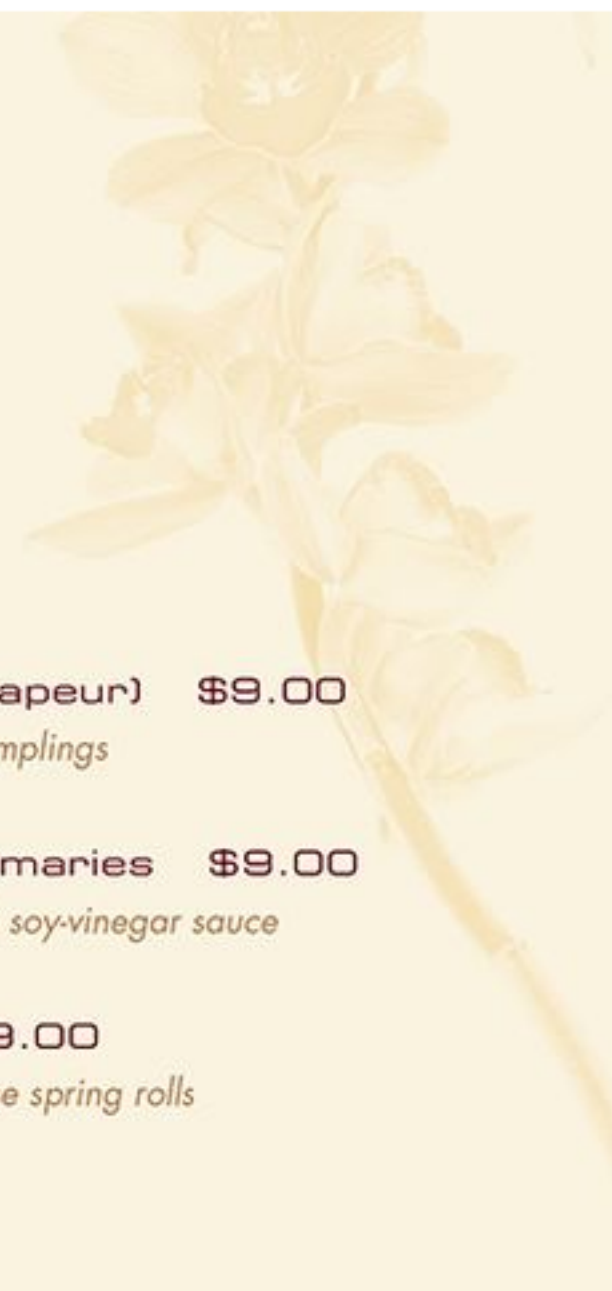 apeur) $9.00
mplings
maries $9.00
soy-vinegar sauce
9.00
e spring rolls